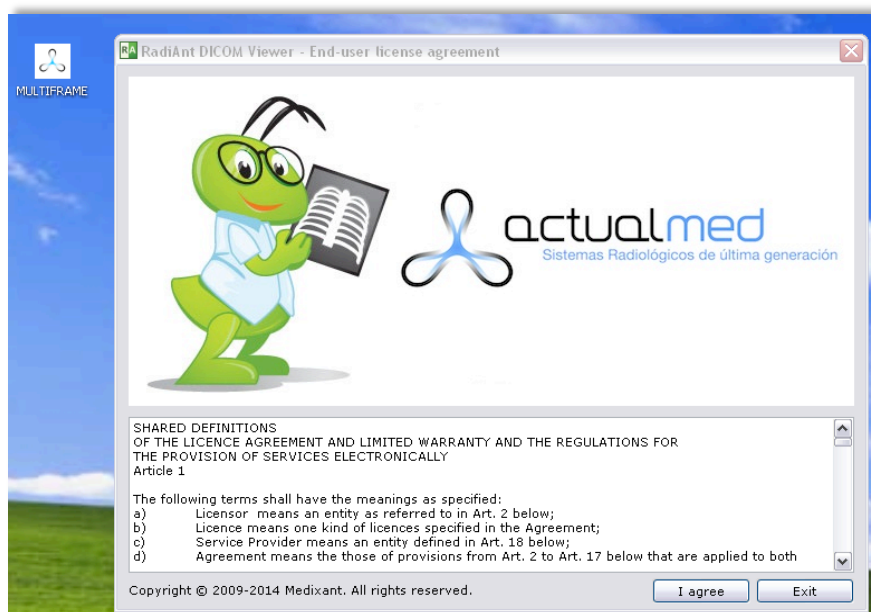 MULTIFRAME
RadiAnt DICOM Viewer - End-user license agreement
actualmed
Sistemas Radiológicos de última generación
SHARED DEFINITIONS
OF THE LICENCE AGREEMENT AND LIMITED WARRANTY AND THE REGULATIONS FOR
THE PROVISION OF SERVICES ELECTRONICALLY
Article 1
The following terms shall have the meanings as specified:
a) Licensor means an entity as referred to in Art. 2 below;
b) Licence means one kind of licences specified in the Agreement;
c) Service Provider means an entity defined in Art. 18 below;
d) Agreement means the those of provisions from Art. 2 to Art. 17 below that are applied to both
Copyright © 2009-2014 Medixant. All rights reserved.
I agree
Exit